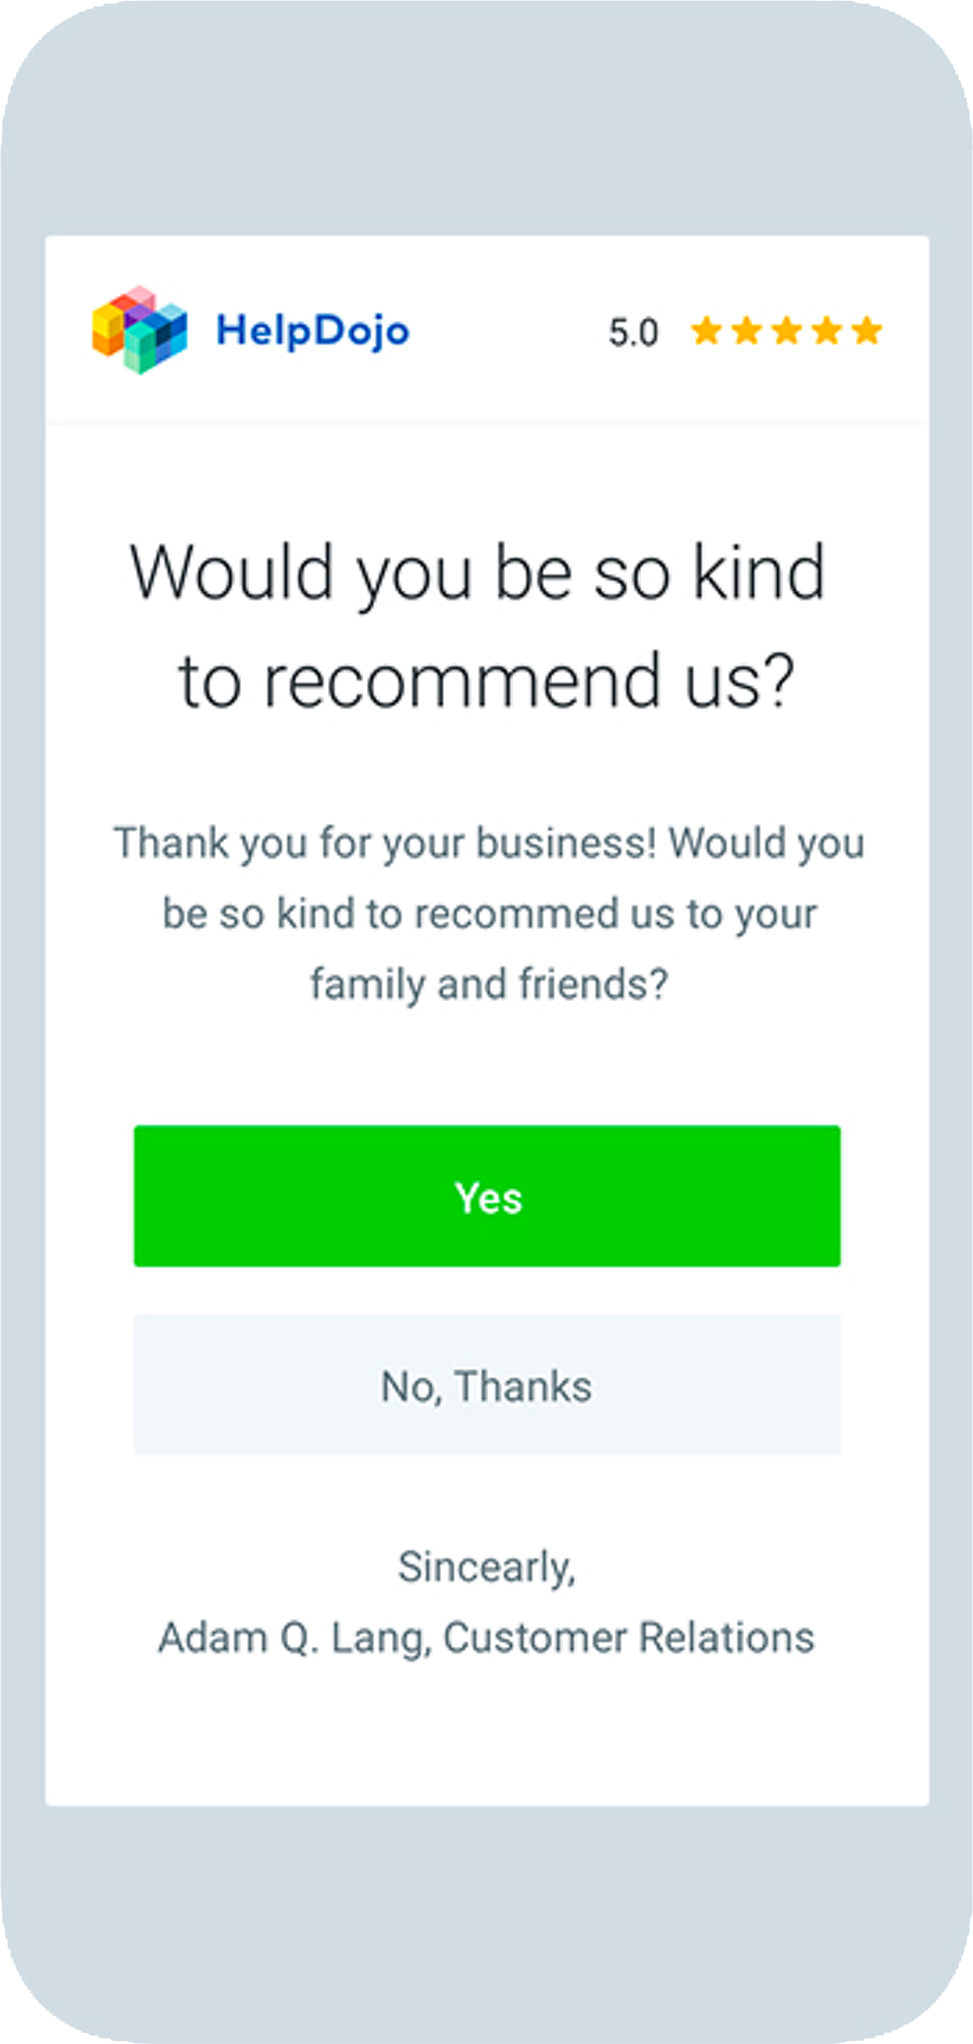 HelpDojo 5.0
Would you be so kind
to recommend us?
Thank you for your business! Would you
be so kind to recommed us to your
family and friends?
Yes
No, Thanks
Sincearly,
Adam Q. Lang, Customer Relations